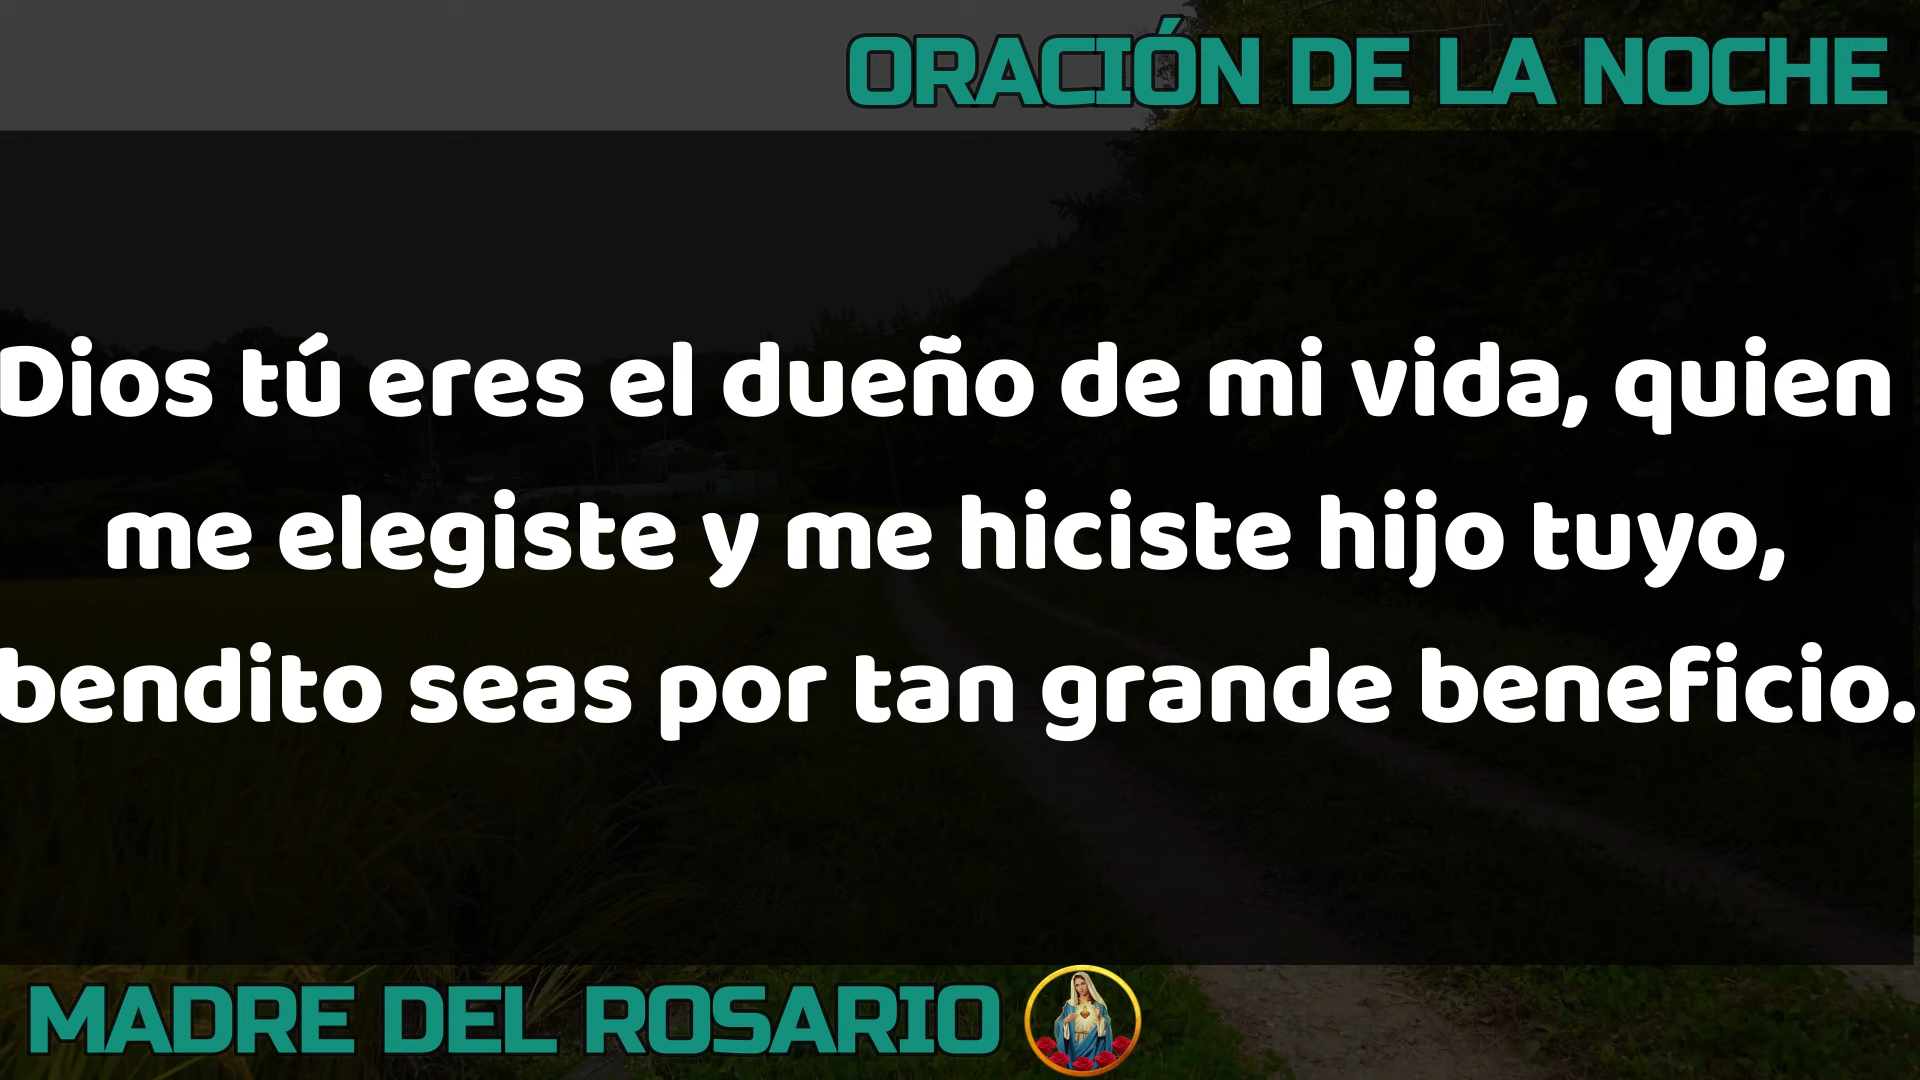 ORACIÓN DE LA NOCHE
Dios tú eres el dueño de mi vida, quien
me elegiste y me hiciste hijo tuyo,
bendito seas por tan grande beneficio.
MADRE DEL ROSARIO